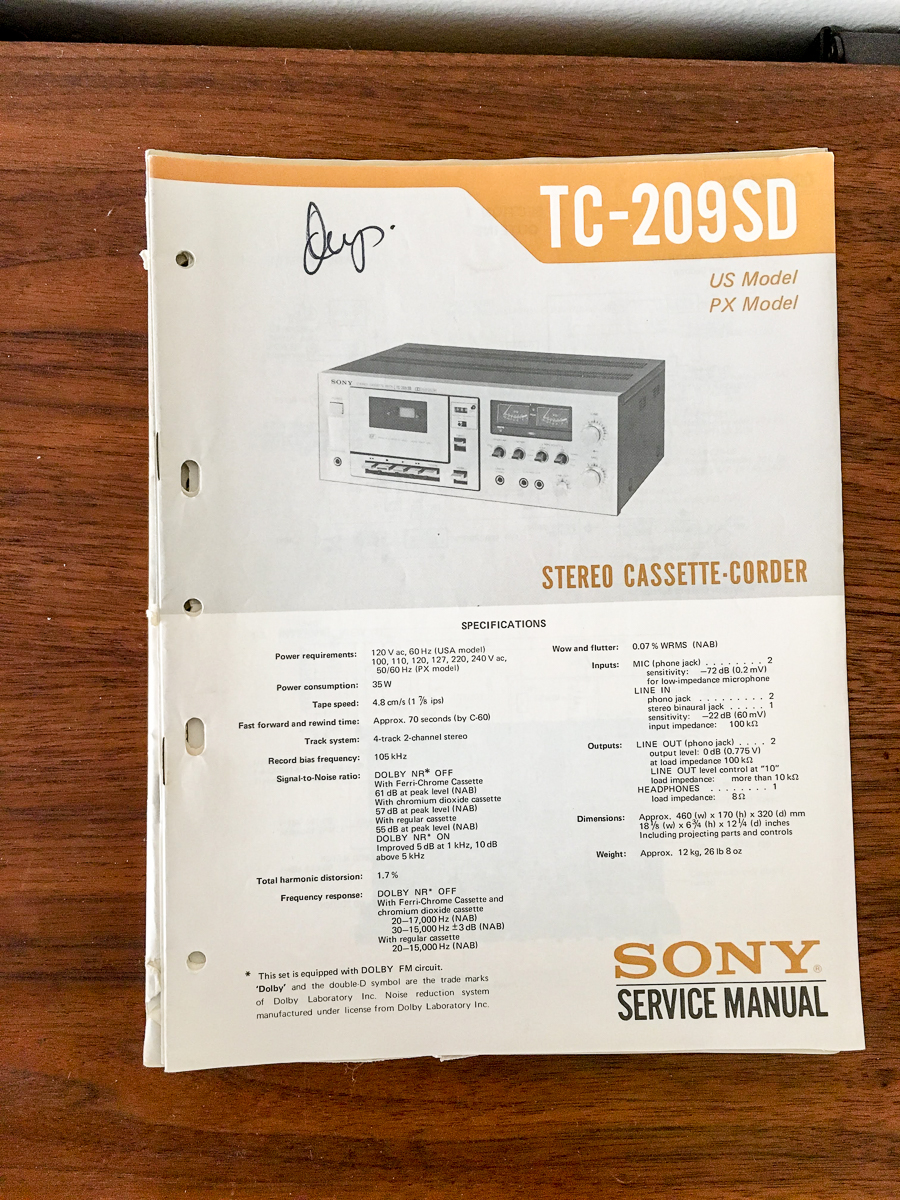 TC-209SD
Dup.
US Model
PX Model
SONY
STEREO CASSETTE-CORDER
SPECIFICATIONS
Power requirements: 120 V ac, 60 Hz (USA model)
100, 110, 120, 127, 220, 240 V ac,
50/60 Hz (PX model)
Power consumption: 35 W
Tape speed: 4.8 cm/s (1 7/8 ips)
Fast forward and rewind time: Approx. 70 seconds (by C-60)
Track system: 4-track 2-channel stereo
Record bias frequency: 105 kHz
Signal-to-Noise ratio: DOLBY NR* OFF
With Ferri-Chrome Cassette
61 dB at peak level (NAB)
With chromium dioxide cassette
57 dB at peak level (NAB)
With regular cassette
55 dB at peak level (NAB)
DOLBY NR* ON
Improved 5 dB at 1 kHz, 10 dB
above 5 kHz
Total harmonic distorsion: 1.7 %
Frequency response: DOLBY NR* OFF
With Ferri-Chrome Cassette and
chromium dioxide cassette
20–17,000 Hz (NAB)
30–15,000 Hz ±3 dB (NAB)
With regular cassette
20–15,000 Hz (NAB)
* This set is equipped with DOLBY FM circuit.
'Dolby' and the double-D symbol are the trade marks
of Dolby Laboratory Inc. Noise reduction system
manufactured under license from Dolby Laboratory Inc.
Wow and flutter: 0.07 % WRMS (NAB)
Inputs: MIC (phone jack) . . . . . . . . 2
sensitivity: −72 dB (0.2 mV)
for low-impedance microphone
LINE IN
phono jack . . . . . . . . . 2
stereo binaural jack . . . . . 1
sensitivity: −22 dB (60 mV)
input impedance: 100 kΩ
Outputs: LINE OUT (phono jack) . . . . 2
output level: 0 dB (0.775 V)
at load impedance 100 kΩ
LINE OUT level control at "10"
load impedance: more than 10 kΩ
HEADPHONES . . . . . . . . 1
load impedance: 8 Ω
Dimensions: Approx. 460 (w) x 170 (h) x 320 (d) mm
18 1/8 (w) x 6 3/4 (h) x 12 1/4 (d) inches
Including projecting parts and controls
Weight: Approx. 12 kg, 26 lb 8 oz
SONY®
SERVICE MANUAL